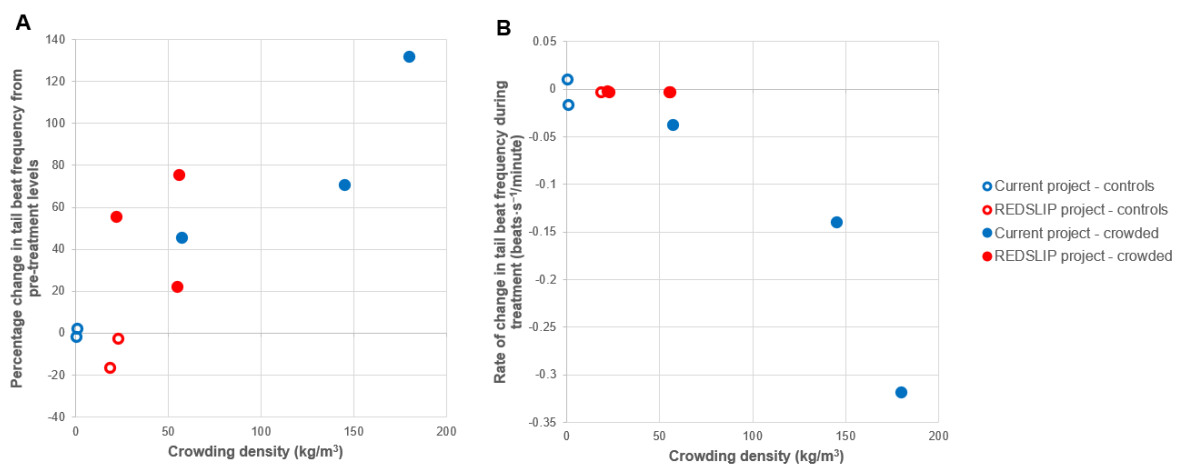 A
Percentage change in tail beat frequency from
pre-treatment levels
140
120
100
80
60
40
20
0
-20
-40
0 50 100 150 200
Crowding density (kg/m³)
B
Rate of change in tail beat frequency during
treatment (beats·s⁻¹/minute)
0.05
0
-0.05
-0.1
-0.15
-0.2
-0.25
-0.3
-0.35
0 50 100 150 200
Crowding density (kg/m³)
Current project - controls
REDSLIP project - controls
Current project - crowded
REDSLIP project - crowded